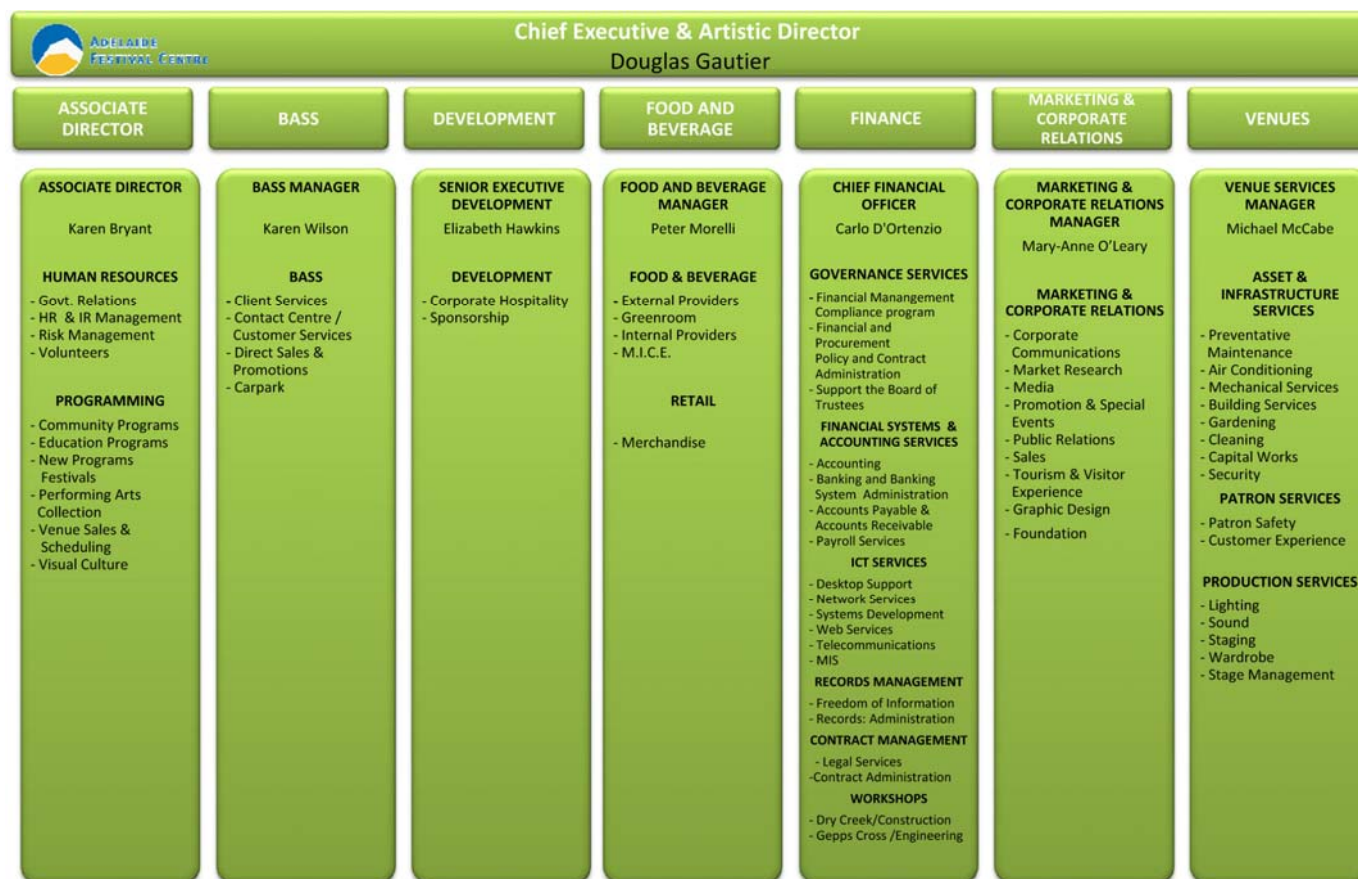 Chief Executive & Artistic Director
ADELAIDE
FESTIVAL CENTRE
Douglas Gautier
ASSOCIATE
DIRECTOR
BASS
DEVELOPMENT
FOOD AND
BEVERAGE
FINANCE
MARKETING &
CORPORATE
RELATIONS
VENUES
ASSOCIATE DIRECTOR
Karen Bryant
HUMAN RESOURCES
- Govt. Relations
- HR & IR Management
- Risk Management
- Volunteers
PROGRAMMING
- Community Programs
- Education Programs
- New Programs
Festivals
- Performing Arts
Collection
- Venue Sales &
Scheduling
- Visual Culture
BASS MANAGER
Karen Wilson
BASS
- Client Services
- Contact Centre /
Customer Services
- Direct Sales &
Promotions
- Carpark
SENIOR EXECUTIVE
DEVELOPMENT
Elizabeth Hawkins
DEVELOPMENT
- Corporate Hospitality
- Sponsorship
FOOD AND BEVERAGE
MANAGER
Peter Morelli
FOOD & BEVERAGE
- External Providers
- Greenroom
- Internal Providers
- M.I.C.E.
RETAIL
- Merchandise
CHIEF FINANCIAL
OFFICER
Carlo D'Ortenzio
GOVERNANCE SERVICES
- Financial Manangement
Compliance program
- Financial and
Procurement
Policy and Contract
Administration
- Support the Board of
Trustees
FINANCIAL SYSTEMS &
ACCOUNTING SERVICES
- Accounting
- Banking and Banking
System Administration
- Accounts Payable &
Accounts Receivable
- Payroll Services
ICT SERVICES
- Desktop Support
- Network Services
- Systems Development
- Web Services
- Telecommunications
- MIS
RECORDS MANAGEMENT
- Freedom of Information
- Records: Administration
CONTRACT MANAGEMENT
- Legal Services
-Contract Administration
WORKSHOPS
- Dry Creek/Construction
- Gepps Cross /Engineering
MARKETING &
CORPORATE RELATIONS
MANAGER
Mary-Anne O'Leary
MARKETING &
CORPORATE RELATIONS
- Corporate
Communications
- Market Research
- Media
- Promotion & Special
Events
- Public Relations
- Sales
- Tourism & Visitor
Experience
- Graphic Design
- Foundation
VENUE SERVICES
MANAGER
Michael McCabe
ASSET &
INFRASTRUCTURE
SERVICES
- Preventative
Maintenance
- Air Conditioning
- Mechanical Services
- Building Services
- Gardening
- Cleaning
- Capital Works
- Security
PATRON SERVICES
- Patron Safety
- Customer Experience
PRODUCTION SERVICES
- Lighting
- Sound
- Staging
- Wardrobe
- Stage Management